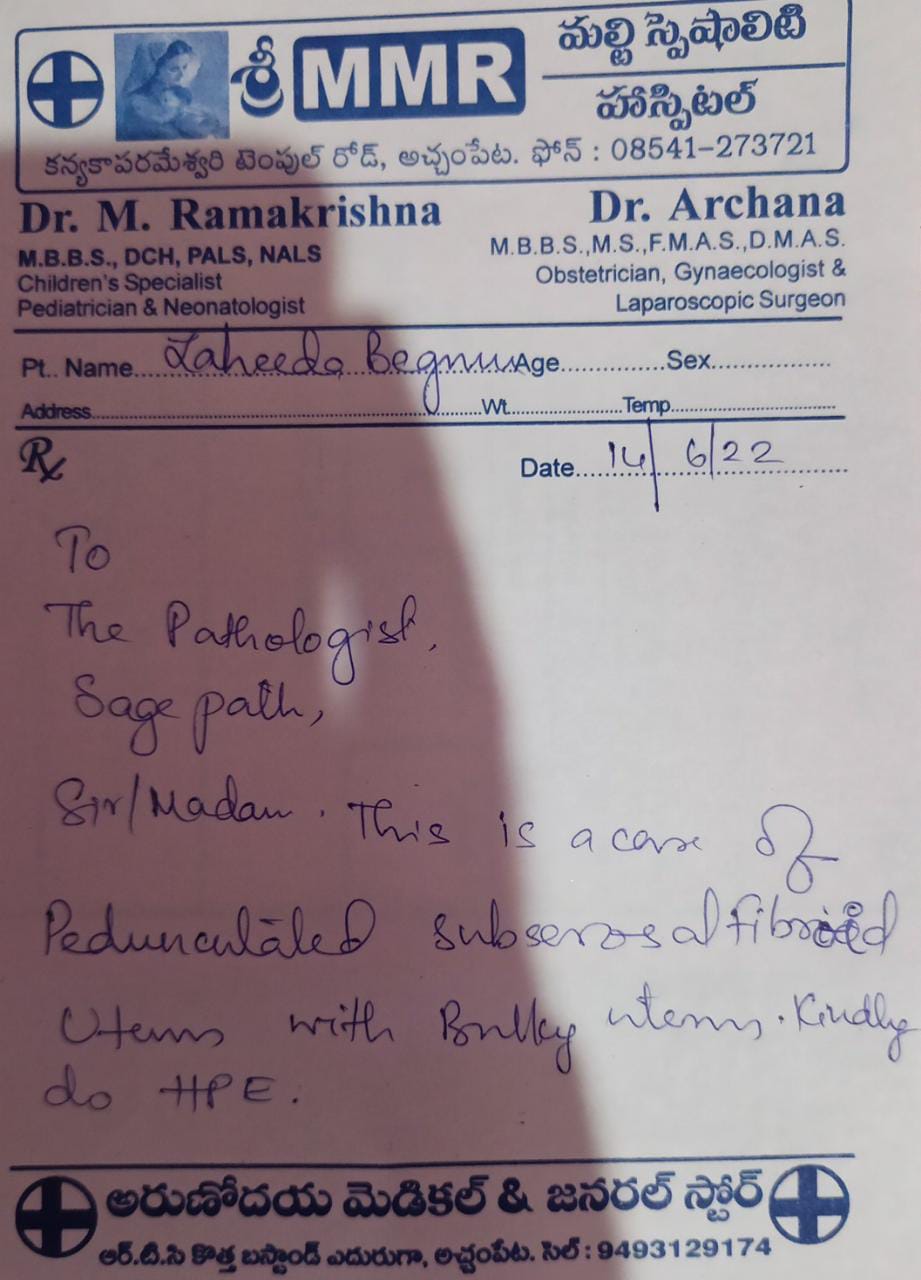 శ్రీ MMR మల్టి స్పెషాలిటి
హాస్పిటల్
కన్యకాపరమేశ్వరి టెంపుల్ రోడ్, అచ్చంపేట. ఫోన్ : 08541-273721
Dr. M. Ramakrishna
M.B.B.S., DCH, PALS, NALS
Children's Specialist
Pediatrician & Neonatologist
Dr. Archana
M.B.B.S.,M.S.,F.M.A.S.,D.M.A.S.
Obstetrician, Gynaecologist &
Laparoscopic Surgeon
Pt.. Name.... Zaheeda Begum Age..............Sex..................
Address..............Wt..............Temp..............
Rx
Date.... 14/6/22
To
The Pathologist,
Sage path,
Sir/Madam. This is a case of
Pedunculated subserosal fibroid
Uterus with Bulky uterus. Kindly
do HPE.
అరుణోదయ మెడికల్ & జనరల్ స్టోర్
ఆర్.టి.సి కొత్త బస్టాండ్ ఎదురుగా, అచ్చంపేట. సెల్ : 9493129174